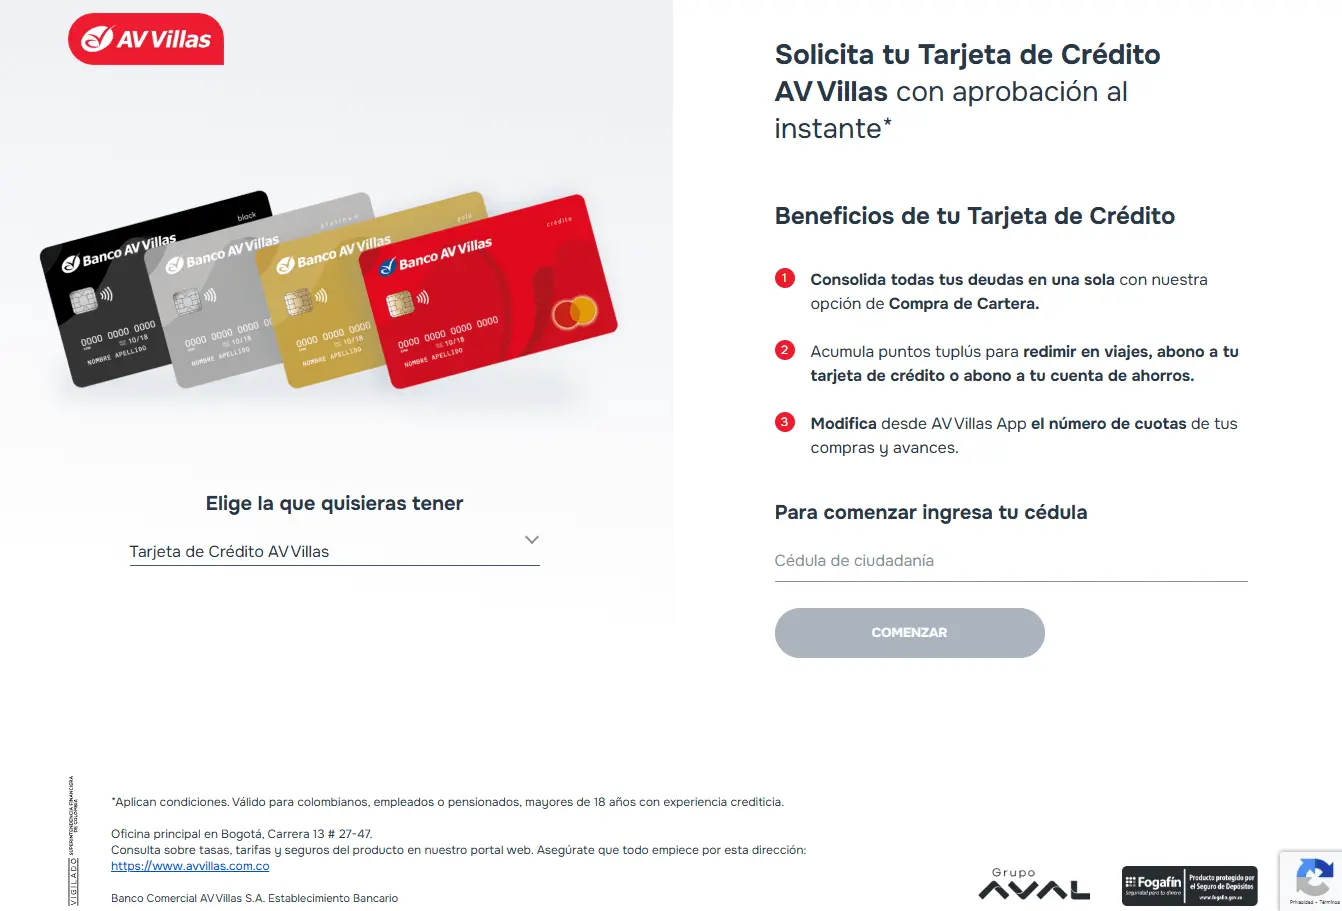 AV Villas
black
Banco AV Villas
0000 0000 0000
10/18
NOMBRE APELLIDO
platinum
Banco AV Villas
0000 0000 0000 0
10/18
NOMBRE APELLIDO
gold
Banco AV Villas
0000 0000 0000
10/18
NOMBRE APELLIDO
crédito
Banco AV Villas
0000 0000 0000 0000
10/18
NOMBRE APELLIDO
Elige la que quisieras tener
Tarjeta de Crédito AV Villas
Solicita tu Tarjeta de Crédito
AV Villas con aprobación al
instante*
Beneficios de tu Tarjeta de Crédito
1 Consolida todas tus deudas en una sola con nuestra
opción de Compra de Cartera.
2 Acumula puntos tuplús para redimir en viajes, abono a tu
tarjeta de crédito o abono a tu cuenta de ahorros.
3 Modifica desde AV Villas App el número de cuotas de tus
compras y avances.
Para comenzar ingresa tu cédula
Cédula de ciudadanía
COMENZAR
VIGILADO SUPERINTENDENCIA FINANCIERA
DE COLOMBIA
*Aplican condiciones. Válido para colombianos, empleados o pensionados, mayores de 18 años con experiencia crediticia.
Oficina principal en Bogotá, Carrera 13 # 27-47.
Consulta sobre tasas, tarifas y seguros del producto en nuestro portal web. Asegúrate que todo empiece por esta dirección:
https://www.avvillas.com.co
Banco Comercial AV Villas S.A. Establecimiento Bancario
Grupo
AVAL
Fogafín
Seguridad para tu dinero
Producto protegido por
el Seguro de Depósitos
www.fogafin.gov.co
Privacidad - Términos